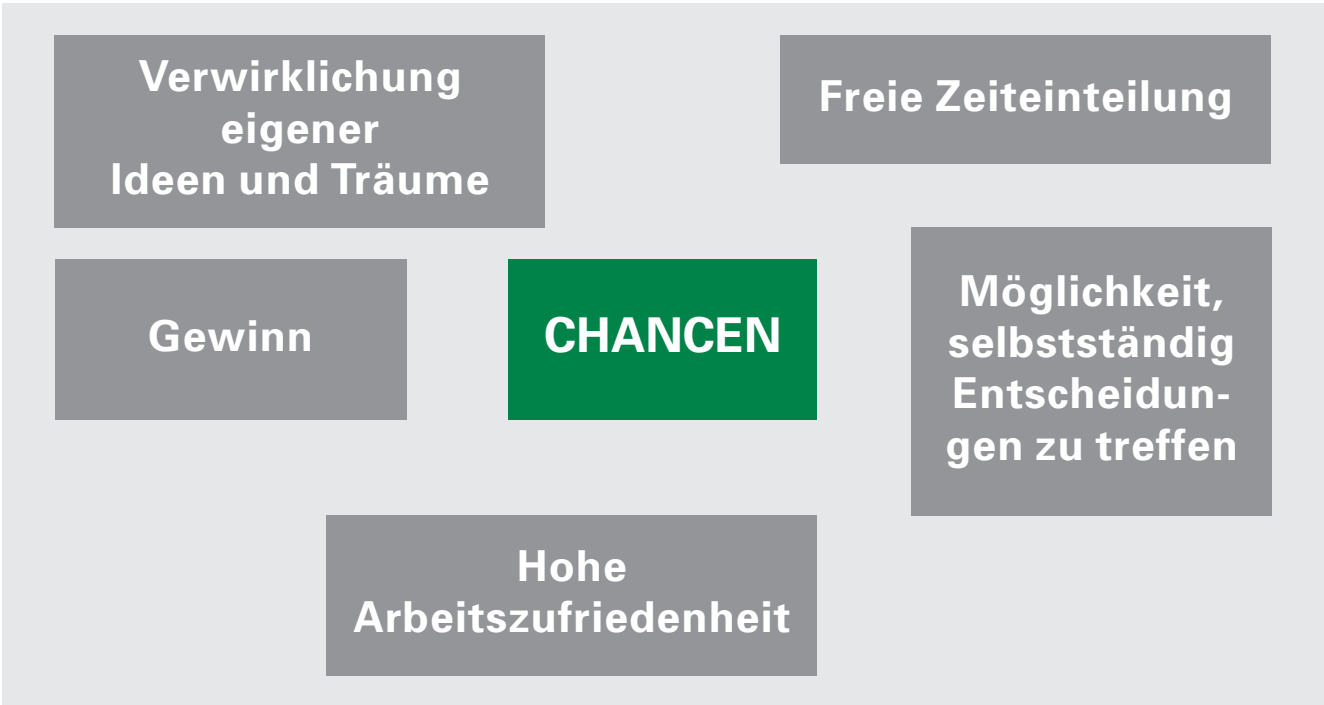 Verwirklichung
eigener
Ideen und Träume
Freie Zeiteinteilung
Gewinn
CHANCEN
Möglichkeit,
selbstständig
Entscheidun-
gen zu treffen
Hohe
Arbeitszufriedenheit